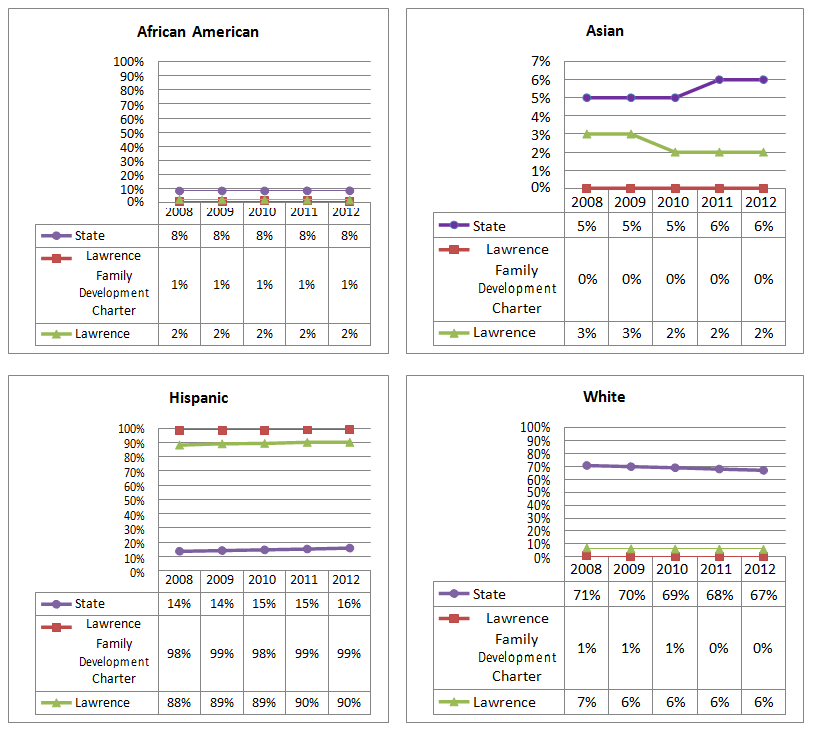 African American
100%
90%
80%
70%
60%
50%
40%
30%
20%
10%
0%
2008 2009 2010 2011 2012
State 8% 8% 8% 8% 8%
Lawrence
Family
Development
Charter
1% 1% 1% 1% 1%
Lawrence 2% 2% 2% 2% 2%
Asian
7%
6%
5%
4%
3%
2%
1%
0%
2008 2009 2010 2011 2012
State 5% 5% 5% 6% 6%
Lawrence
Family
Development
Charter
0% 0% 0% 0% 0%
Lawrence 3% 3% 2% 2% 2%
Hispanic
100%
90%
80%
70%
60%
50%
40%
30%
20%
10%
0%
2008 2009 2010 2011 2012
State 14% 14% 15% 15% 16%
Lawrence
Family
Development
Charter
98% 99% 98% 99% 99%
Lawrence 88% 89% 89% 90% 90%
White
100%
90%
80%
70%
60%
50%
40%
30%
20%
10%
0%
2008 2009 2010 2011 2012
State 71% 70% 69% 68% 67%
Lawrence
Family
Development
Charter
1% 1% 1% 0% 0%
Lawrence 7% 6% 6% 6% 6%